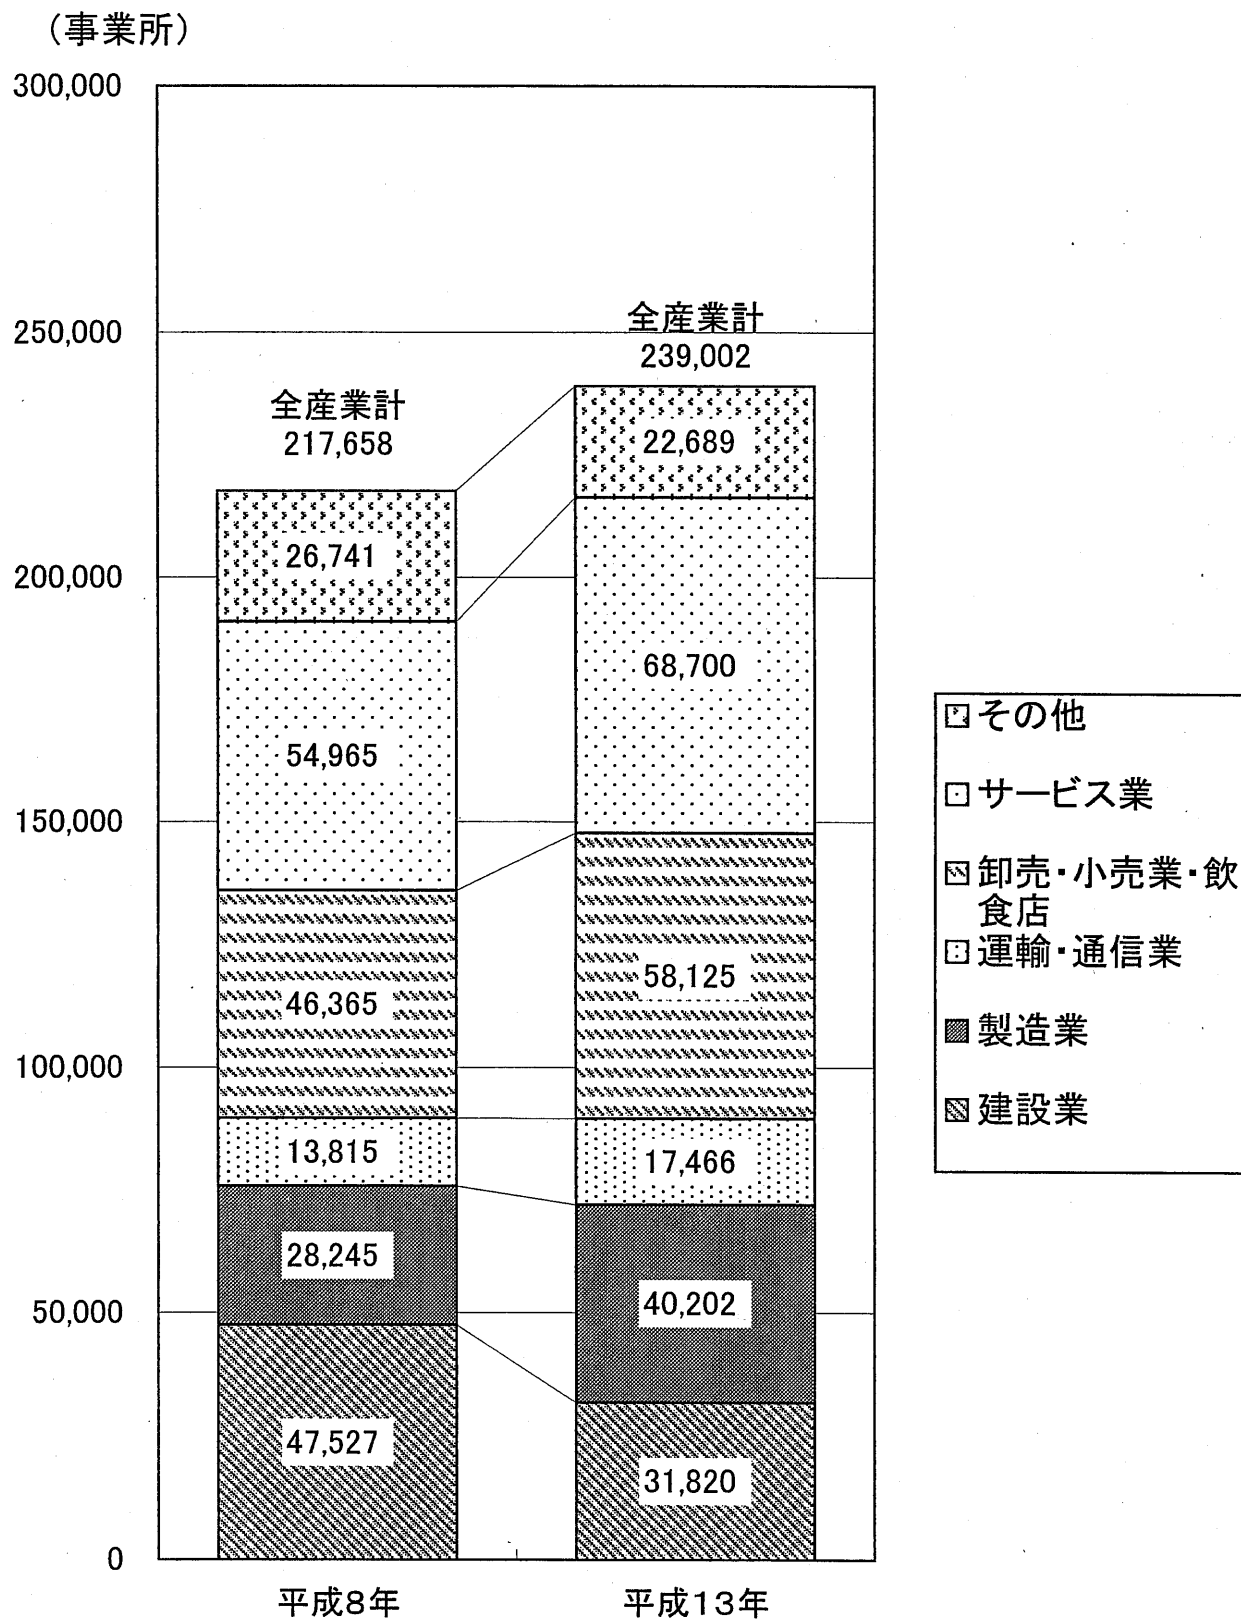 （事業所）
300,000
250,000
200,000
150,000
100,000
50,000
0
全産業計
217,658
26,741
54,965
46,365
13,815
28,245
47,527
平成８年
全産業計
239,002
22,689
68,700
58,125
17,466
40,202
31,820
平成１３年
その他
サービス業
卸売・小売業・飲
食店
運輸・通信業
製造業
建設業